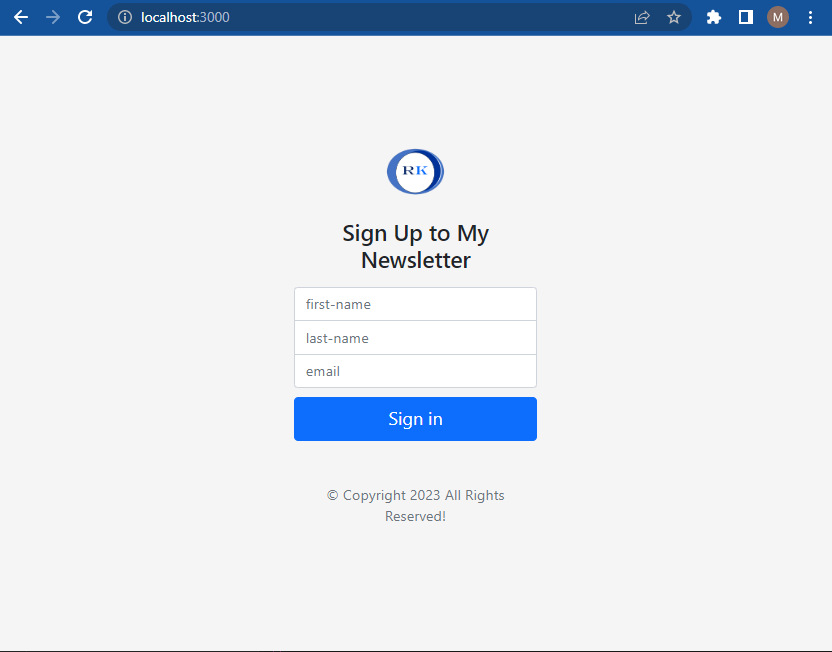 localhost:3000
M
RK
Sign Up to My
Newsletter
first-name
last-name
email
Sign in
© Copyright 2023 All Rights
Reserved!